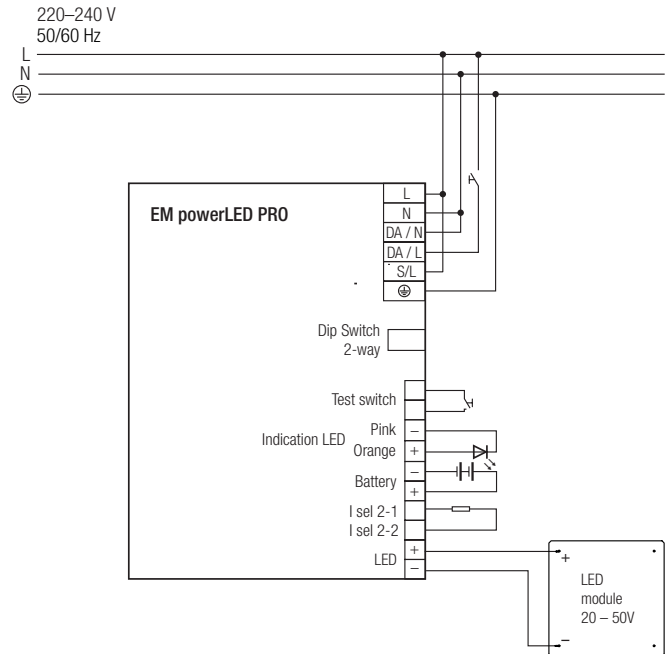 220–240 V
50/60 Hz
L
N
EM powerLED PRO
L
N
DA / N
DA / L
S/L
Dip Switch
2-way
Test switch
Indication LED
Pink –
Orange +
Battery
–
+
I sel 2-1
I sel 2-2
LED
+
–
+
LED
module
20 – 50V
–